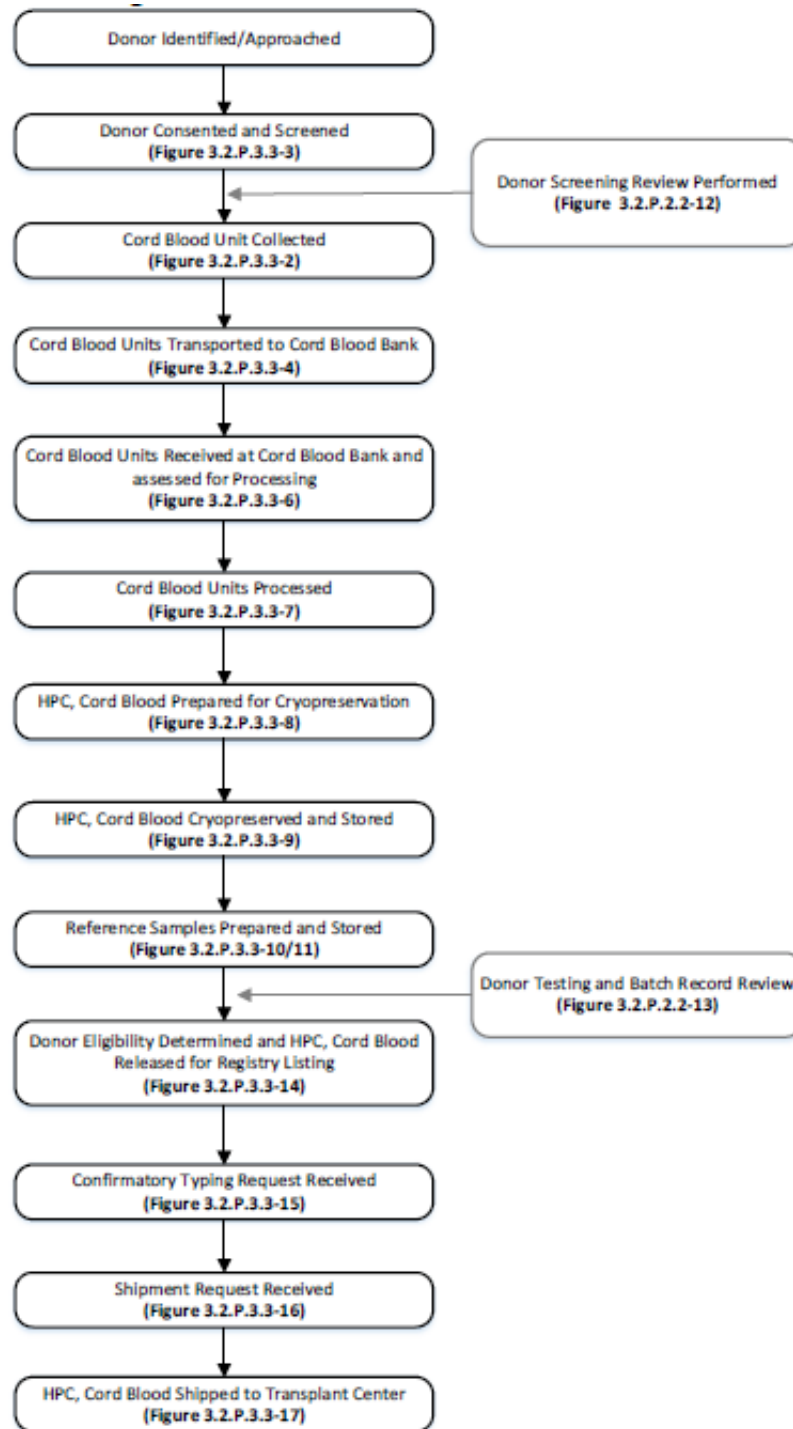 Donor Identified/Approached
Donor Consented and Screened
(Figure 3.2.P.3.3-3)
Donor Screening Review Performed
(Figure 3.2.P.2.2-12)
Cord Blood Unit Collected
(Figure 3.2.P.3.3-2)
Cord Blood Units Transported to Cord Blood Bank
(Figure 3.2.P.3.3-4)
Cord Blood Units Received at Cord Blood Bank and
assessed for Processing
(Figure 3.2.P.3.3-6)
Cord Blood Units Processed
(Figure 3.2.P.3.3-7)
HPC, Cord Blood Prepared for Cryopreservation
(Figure 3.2.P.3.3-8)
HPC, Cord Blood Cryopreserved and Stored
(Figure 3.2.P.3.3-9)
Reference Samples Prepared and Stored
(Figure 3.2.P.3.3-10/11)
Donor Testing and Batch Record Review
(Figure 3.2.P.2.2-13)
Donor Eligibility Determined and HPC, Cord Blood
Released for Registry Listing
(Figure 3.2.P.3.3-14)
Confirmatory Typing Request Received
(Figure 3.2.P.3.3-15)
Shipment Request Received
(Figure 3.2.P.3.3-16)
HPC, Cord Blood Shipped to Transplant Center
(Figure 3.2.P.3.3-17)